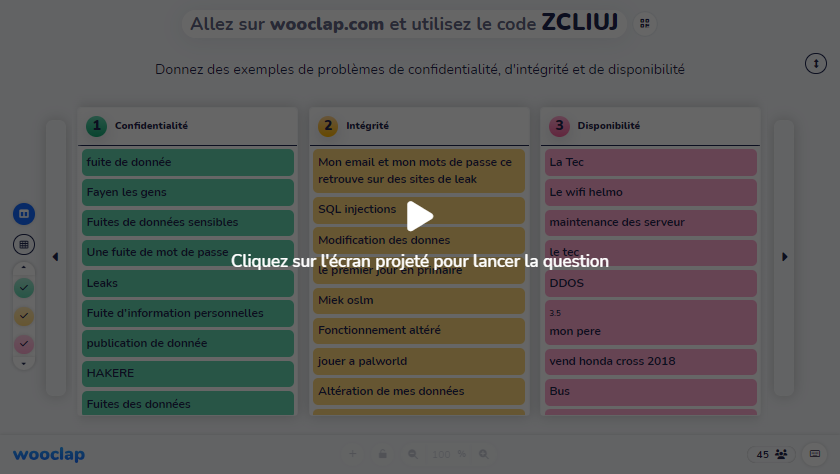 Allez sur wooclap.com et utilisez le code ZCLIUJ
Donnez des exemples de problèmes de confidentialité, d'intégrité et de disponibilité
1 Confidentialité
fuite de donnée
Fayen les gens
Fuites de données sensibles
Une fuite de mot de passe
Leaks
Fuite d'information personnelles
publication de donnée
HAKERE
Fuites des données
2 Intégrité
Mon email et mon mots de passe ce
retrouve sur des sites de leak
SQL injections
Modification des donnes
le premier jour en primaire
Miek oslm
Fonctionnement altéré
jouer a palworld
Altération de mes données
3 Disponibilité
La Tec
Le wifi helmo
maintenance des serveur
le tec
DDOS
3.5
mon pere
vend honda cross 2018
Bus
Cliquez sur l'écran projeté pour lancer la question
wooclap
100 %
45